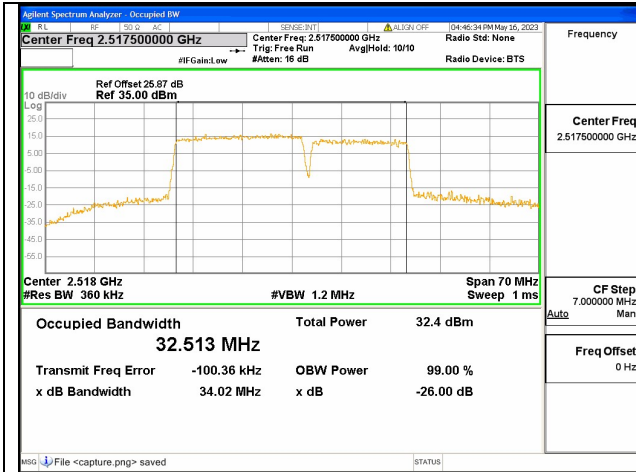 Agilent Spectrum Analyzer - Occupied BW
RL RF 50 Ω AC SENSE:INT ALIGN OFF 04:46:34 PM May 16, 2023
Center Freq 2.517500000 GHz
Center Freq: 2.517500000 GHz Radio Std: None
Trig: Free Run Avg|Hold: 10/10
#IFGain:Low #Atten: 16 dB Radio Device: BTS
Frequency
Ref Offset 25.87 dB
10 dB/div Ref 35.00 dBm
Log
25.0
15.0
5.00
-5.00
-15.0
-25.0
-35.0
-45.0
-55.0
Center 2.518 GHz Span 70 MHz
#Res BW 360 kHz #VBW 1.2 MHz Sweep 1 ms
Occupied Bandwidth Total Power 32.4 dBm
32.513 MHz
Transmit Freq Error -100.36 kHz OBW Power 99.00 %
x dB Bandwidth 34.02 MHz x dB -26.00 dB
Center Freq
2.517500000 GHz
CF Step
7.000000 MHz
Auto Man
Freq Offset
0 Hz
MSG File <capture.png> saved STATUS